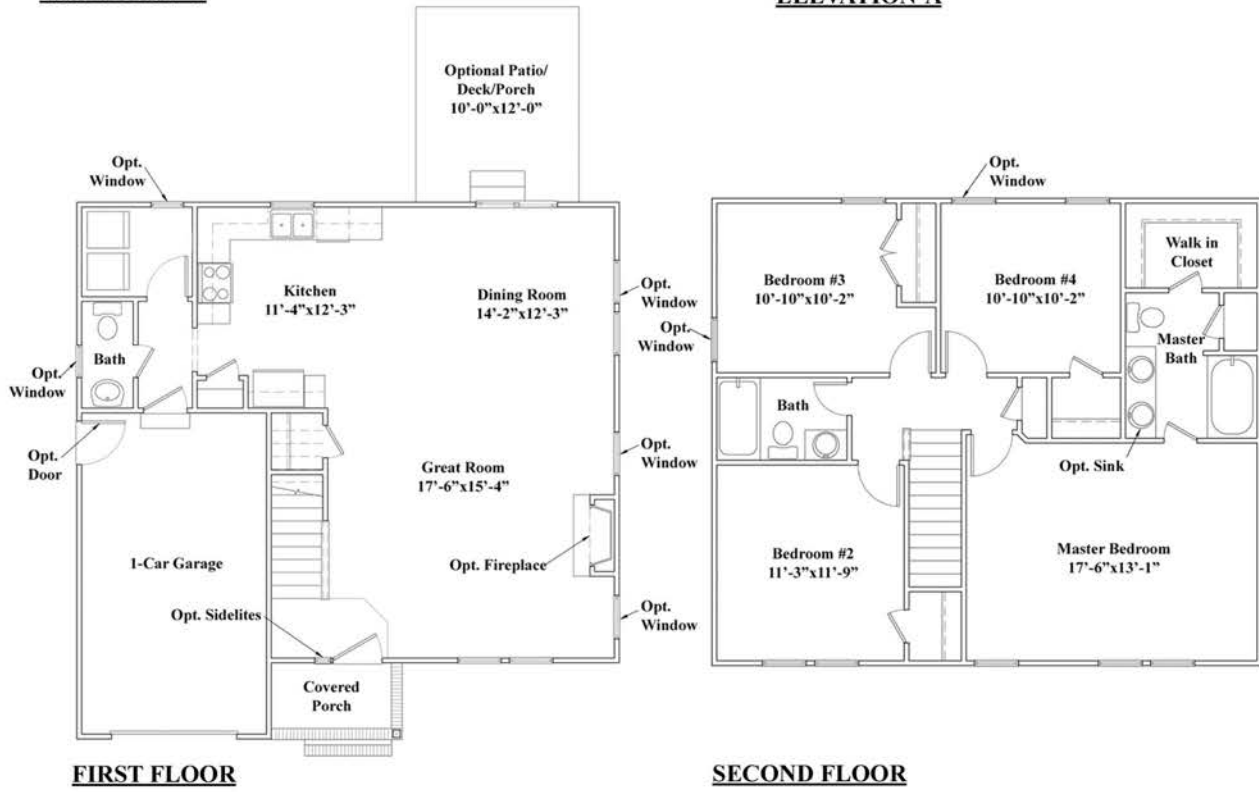 ELEVATION A
Optional Patio/
Deck/Porch
10’-0”x12’-0”
Opt.
Window
Kitchen
11’-4”x12’-3”
Dining Room
14’-2”x12’-3”
Opt.
Window
Bath
Opt.
Window
Opt.
Door
Great Room
17’-6”x15’-4”
Opt.
Window
1-Car Garage
Opt. Fireplace
Opt. Sidelites
Opt.
Window
Covered
Porch
FIRST FLOOR
Opt.
Window
Bedroom #3
10’-10”x10’-2”
Bedroom #4
10’-10”x10’-2”
Walk in
Closet
Opt.
Window
Master
Bath
Bath
Opt. Sink
Bedroom #2
11’-3”x11’-9”
Master Bedroom
17’-6”x13’-1”
SECOND FLOOR